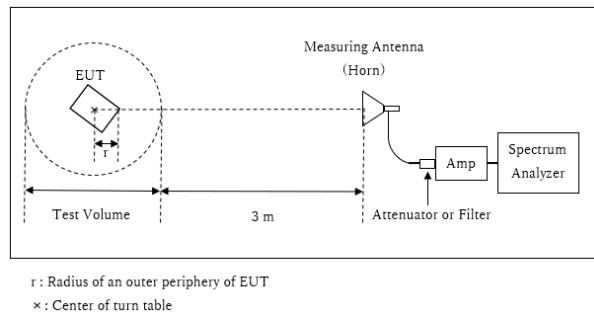 Measuring Antenna
(Horn)
EUT
r
Amp
Spectrum
Analyzer
Test Volume
3 m
Attenuator or Filter
r : Radius of an outer periphery of EUT
× : Center of turn table